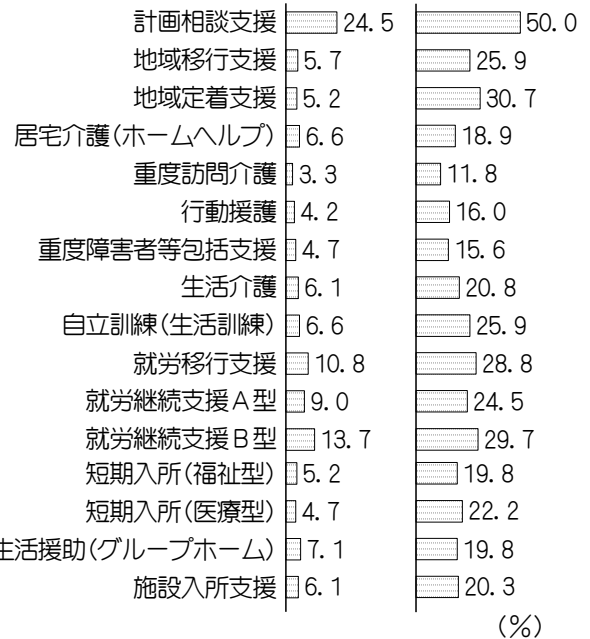 計画相談支援 24.5 50.0
地域移行支援 5.7 25.9
地域定着支援 5.2 30.7
居宅介護(ホームヘルプ) 6.6 18.9
重度訪問介護 3.3 11.8
行動援護 4.2 16.0
重度障害者等包括支援 4.7 15.6
生活介護 6.1 20.8
自立訓練(生活訓練) 6.6 25.9
就労移行支援 10.8 28.8
就労継続支援A型 9.0 24.5
就労継続支援B型 13.7 29.7
短期入所(福祉型) 5.2 19.8
短期入所(医療型) 4.7 22.2
生活援助(グループホーム) 7.1 19.8
施設入所支援 6.1 20.3
(%)